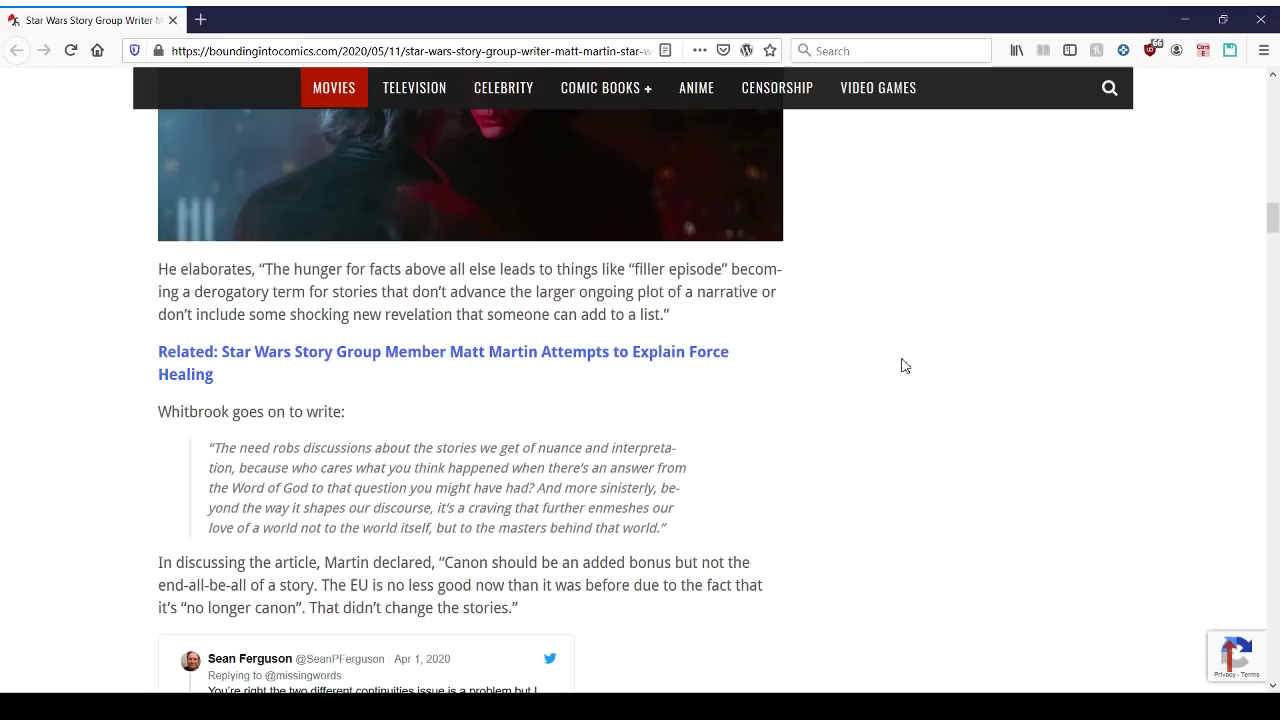 Star Wars Story Group Writer M
https://boundingintocomics.com/2020/05/11/star-wars-story-group-writer-matt-martin-star-w
Search
66
MOVIES TELEVISION CELEBRITY COMIC BOOKS + ANIME CENSORSHIP VIDEO GAMES
He elaborates, “The hunger for facts above all else leads to things like “filler episode” becom-
ing a derogatory term for stories that don’t advance the larger ongoing plot of a narrative or
don’t include some shocking new revelation that someone can add to a list.”
Related: Star Wars Story Group Member Matt Martin Attempts to Explain Force
Healing
Whitbrook goes on to write:
“The need robs discussions about the stories we get of nuance and interpreta-
tion, because who cares what you think happened when there’s an answer from
the Word of God to that question you might have had? And more sinisterly, be-
yond the way it shapes our discourse, it’s a craving that further enmeshes our
love of a world not to the world itself, but to the masters behind that world.”
In discussing the article, Martin declared, “Canon should be an added bonus but not the
end-all-be-all of a story. The EU is no less good now than it was before due to the fact that
it’s “no longer canon”. That didn’t change the stories.”
Sean Ferguson @SeanPFerguson · Apr 1, 2020
Replying to @missingwords
You're right the two different continuities issue is a problem but I
Privacy - Terms